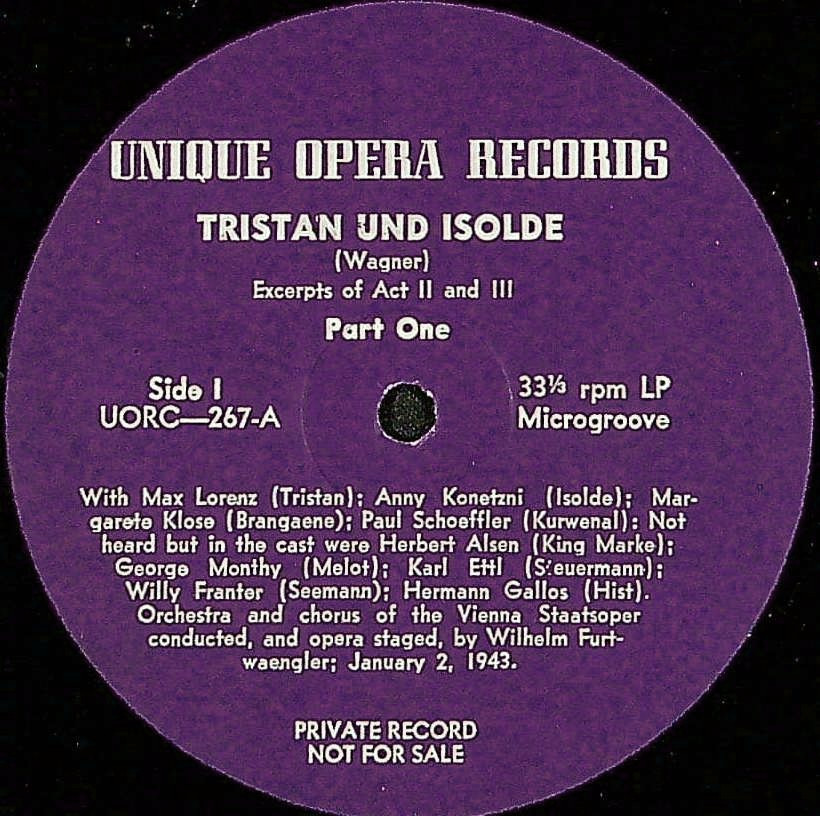 UNIQUE OPERA RECORDS
TRISTAN UND ISOLDE
(Wagner)
Excerpts of Act II and III
Part One
Side I
UORC—267-A
33⅓ rpm LP
Microgroove
With Max Lorenz (Tristan); Anny Konetzni (Isolde); Mar-
garete Klose (Brangaene); Paul Schoeffler (Kurwenal): Not
heard but in the cast were Herbert Alsen (King Marke);
George Monthy (Melot); Karl Ettl (Steuermann);
Willy Franter (Seemann); Hermann Gallos (Hist).
Orchestra and chorus of the Vienna Staatsoper
conducted, and opera staged, by Wilhelm Furt-
waengler; January 2, 1943.
PRIVATE RECORD
NOT FOR SALE